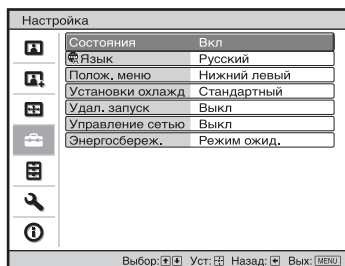 Настройка
Состояния Вкл
Язык Русский
Полож. меню Нижний левый
Установки охлажд Стандартный
Удал. запуск Выкл
Управление сетью Выкл
Энергосбереж. Режим ожид.
Выбор: Уст: Назад: Вых: MENU